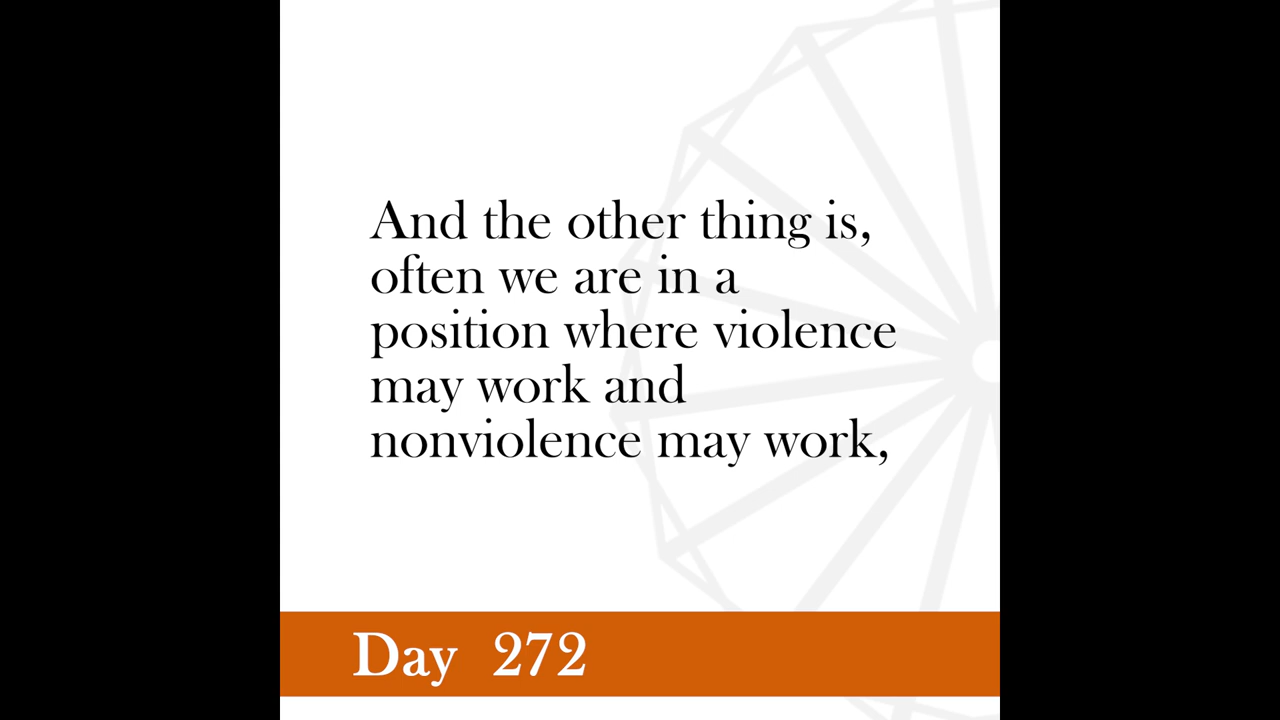 And the other thing is,
often we are in a
position where violence
may work and
nonviolence may work,
Day 272